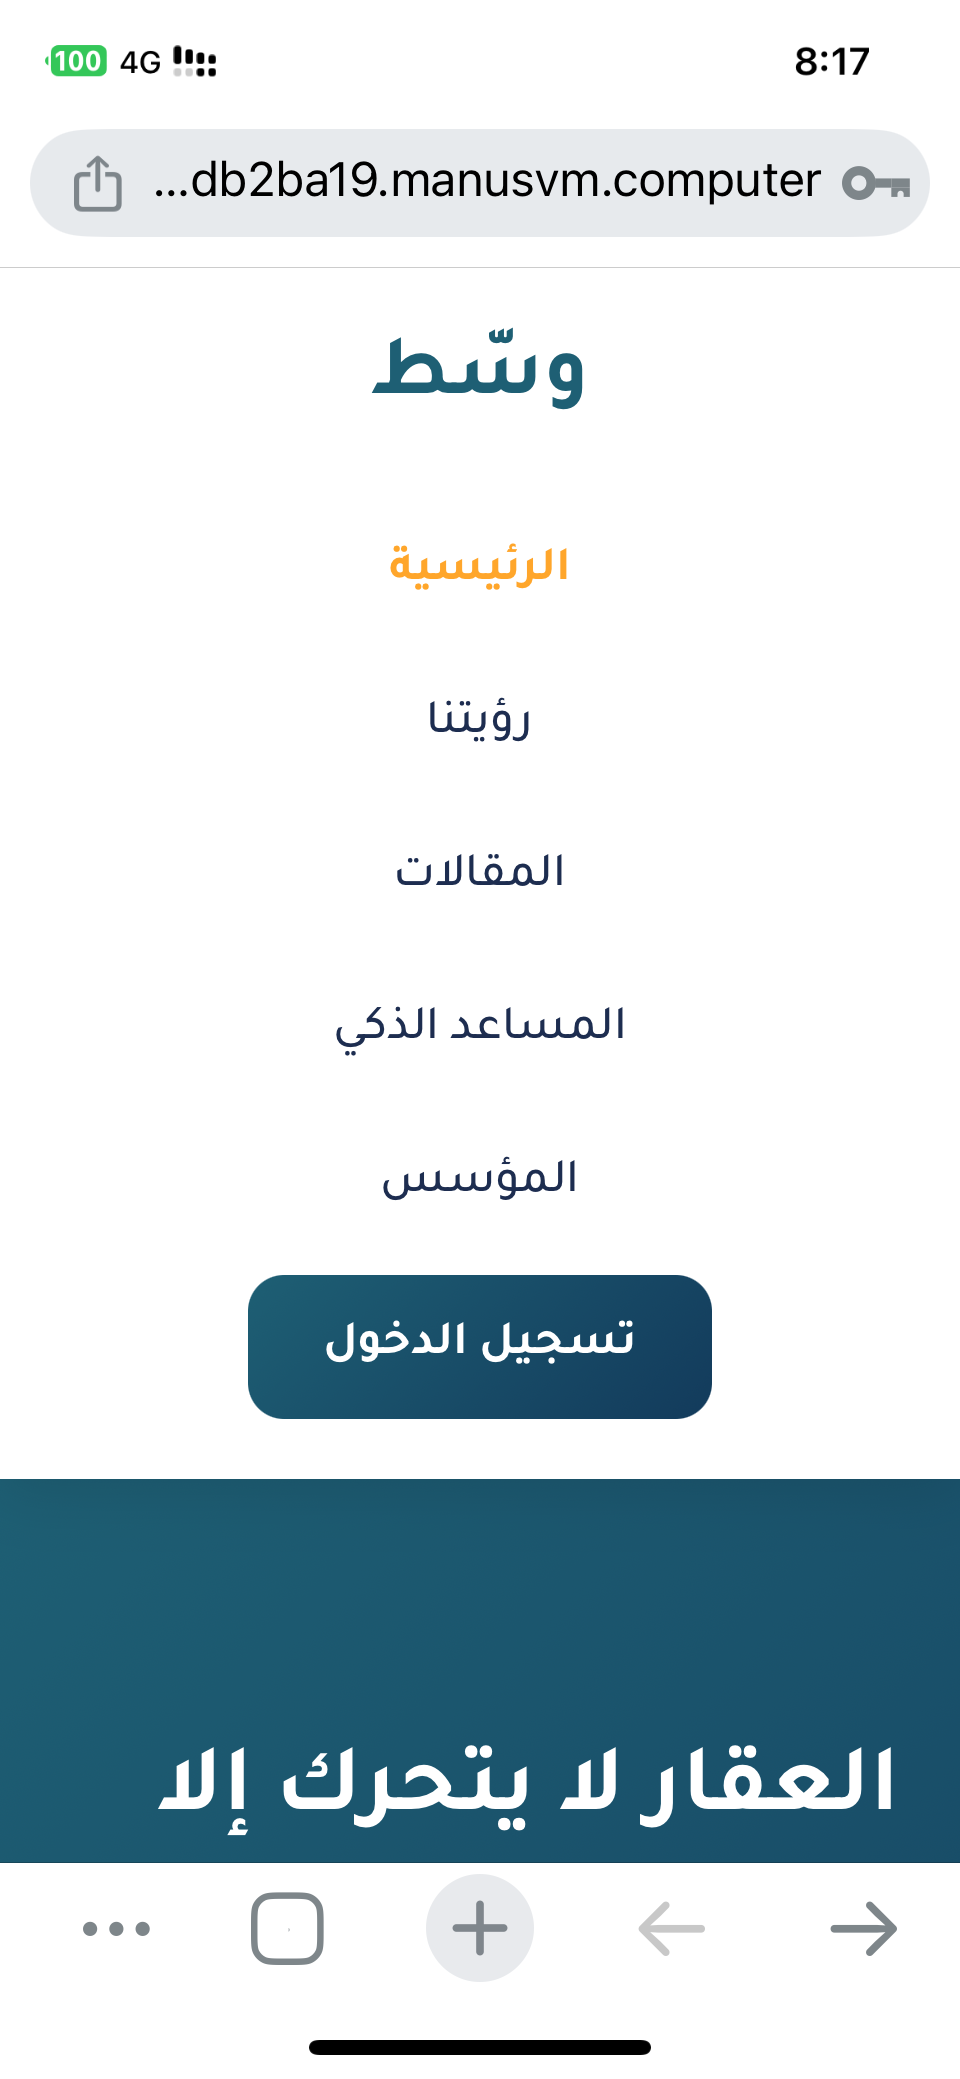 100 4G 8:17
...db2ba19.manusvm.computer
وسّط
الرئيسية
رؤيتنا
المقالات
المساعد الذكي
المؤسس
تسجيل الدخول
العقار لا يتحرك إلا